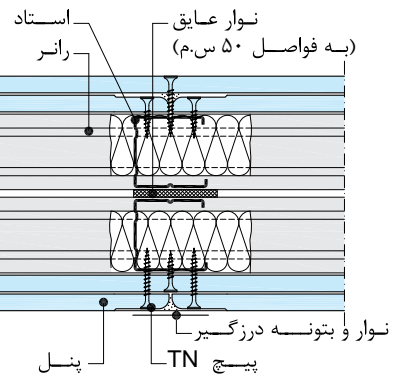 استاد
رانر
نوار عایق
(به فواصل ۵۰ س.م)
نوار و بتونه درزگیر
پیچ TN
پنل